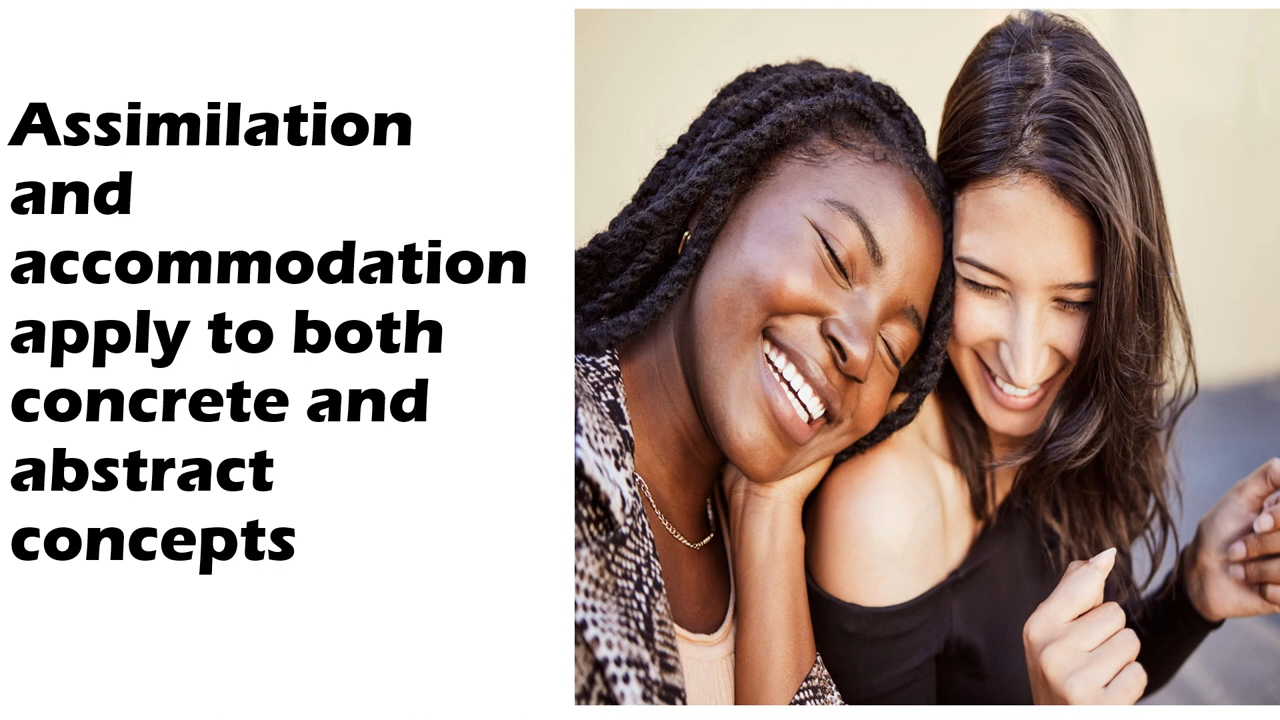 Assimilation
and
accommodation
apply to both
concrete and
abstract
concepts